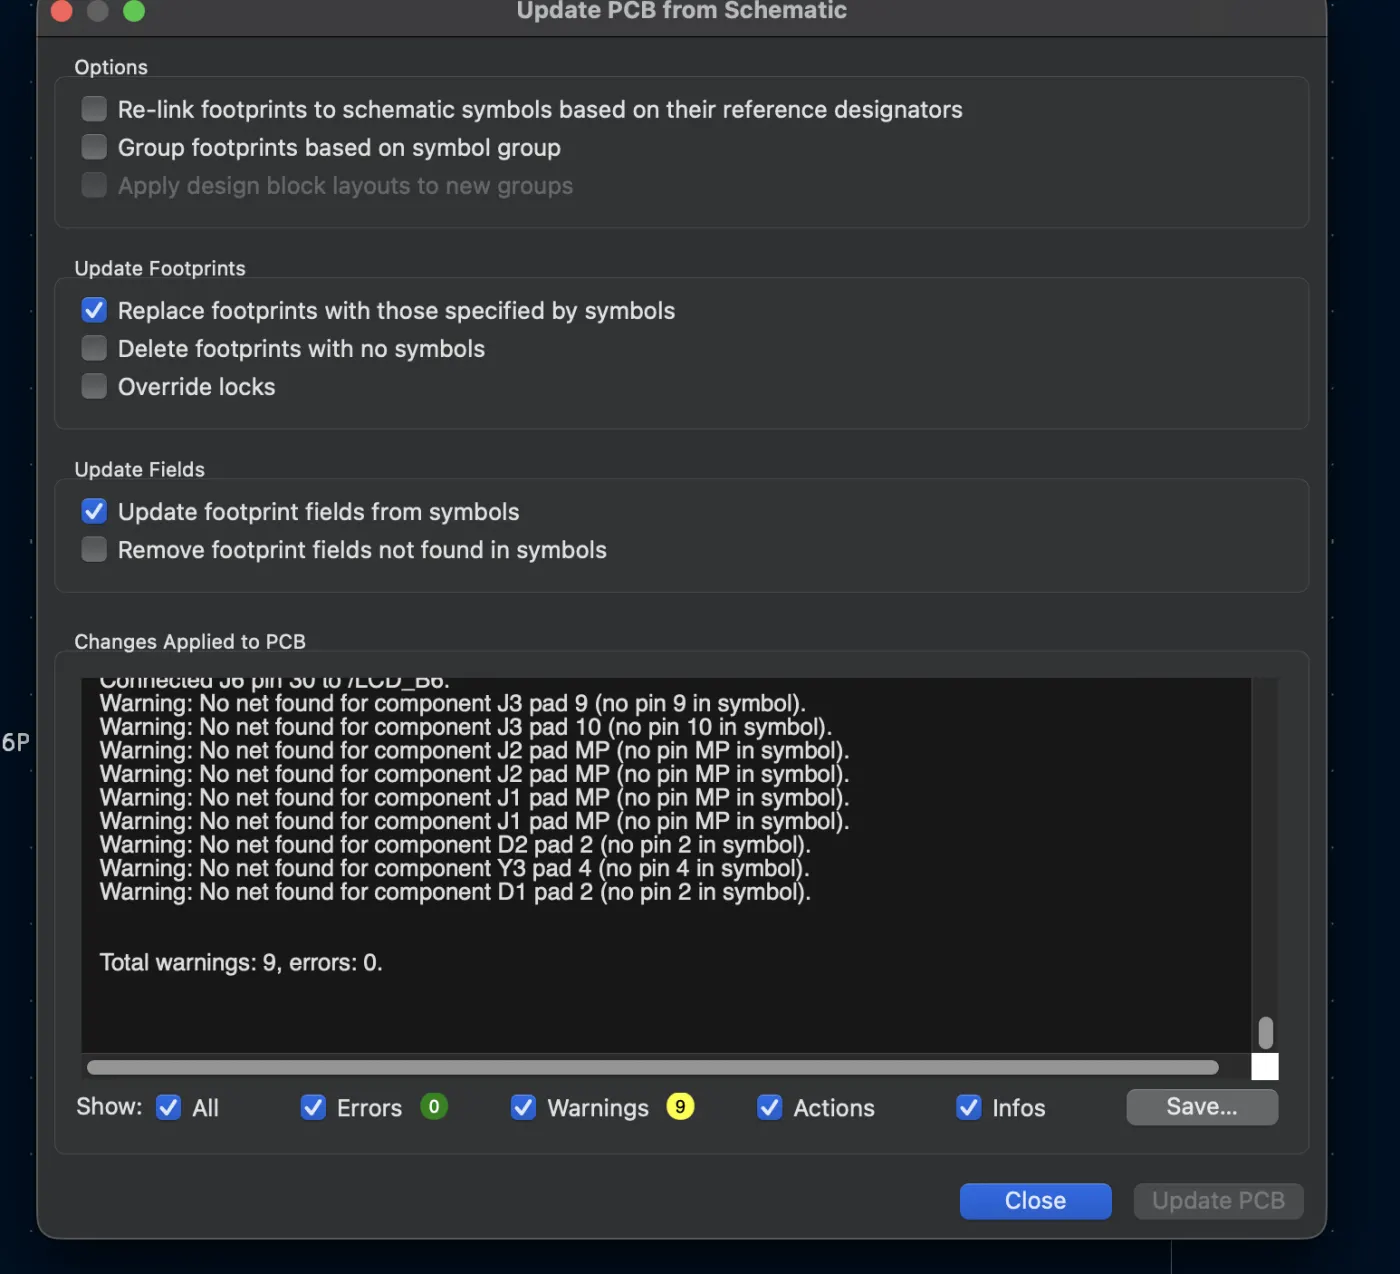 Update PCB from Schematic
Options
Re-link footprints to schematic symbols based on their reference designators
Group footprints based on symbol group
Apply design block layouts to new groups
Update Footprints
Replace footprints with those specified by symbols
Delete footprints with no symbols
Override locks
Update Fields
Update footprint fields from symbols
Remove footprint fields not found in symbols
Changes Applied to PCB
Connected J6 pin 30 to /LCD_B6.
Warning: No net found for component J3 pad 9 (no pin 9 in symbol).
Warning: No net found for component J3 pad 10 (no pin 10 in symbol).
6P
Warning: No net found for component J2 pad MP (no pin MP in symbol).
Warning: No net found for component J2 pad MP (no pin MP in symbol).
Warning: No net found for component J1 pad MP (no pin MP in symbol).
Warning: No net found for component J1 pad MP (no pin MP in symbol).
Warning: No net found for component D2 pad 2 (no pin 2 in symbol).
Warning: No net found for component Y3 pad 4 (no pin 4 in symbol).
Warning: No net found for component D1 pad 2 (no pin 2 in symbol).
Total warnings: 9, errors: 0.
Show: All Errors 0 Warnings 9 Actions Infos Save...
Close Update PCB